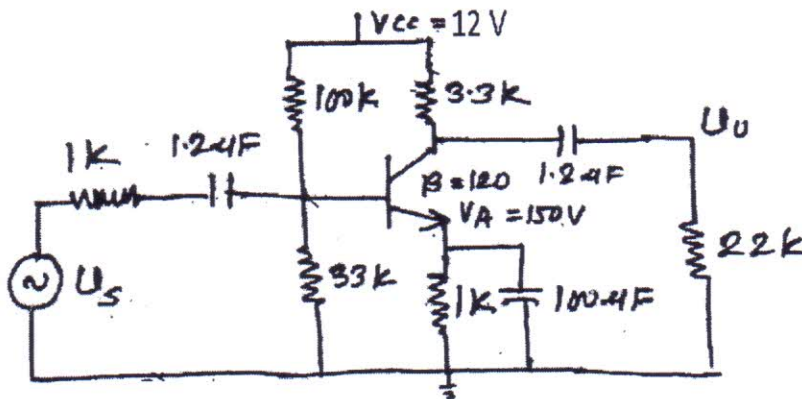 Vcc = 12 V
100k
3.3k
1k
1.2uF
β = 120
1.2uF
Uo
VA = 150V
Us
33k
1k
100uF
22k